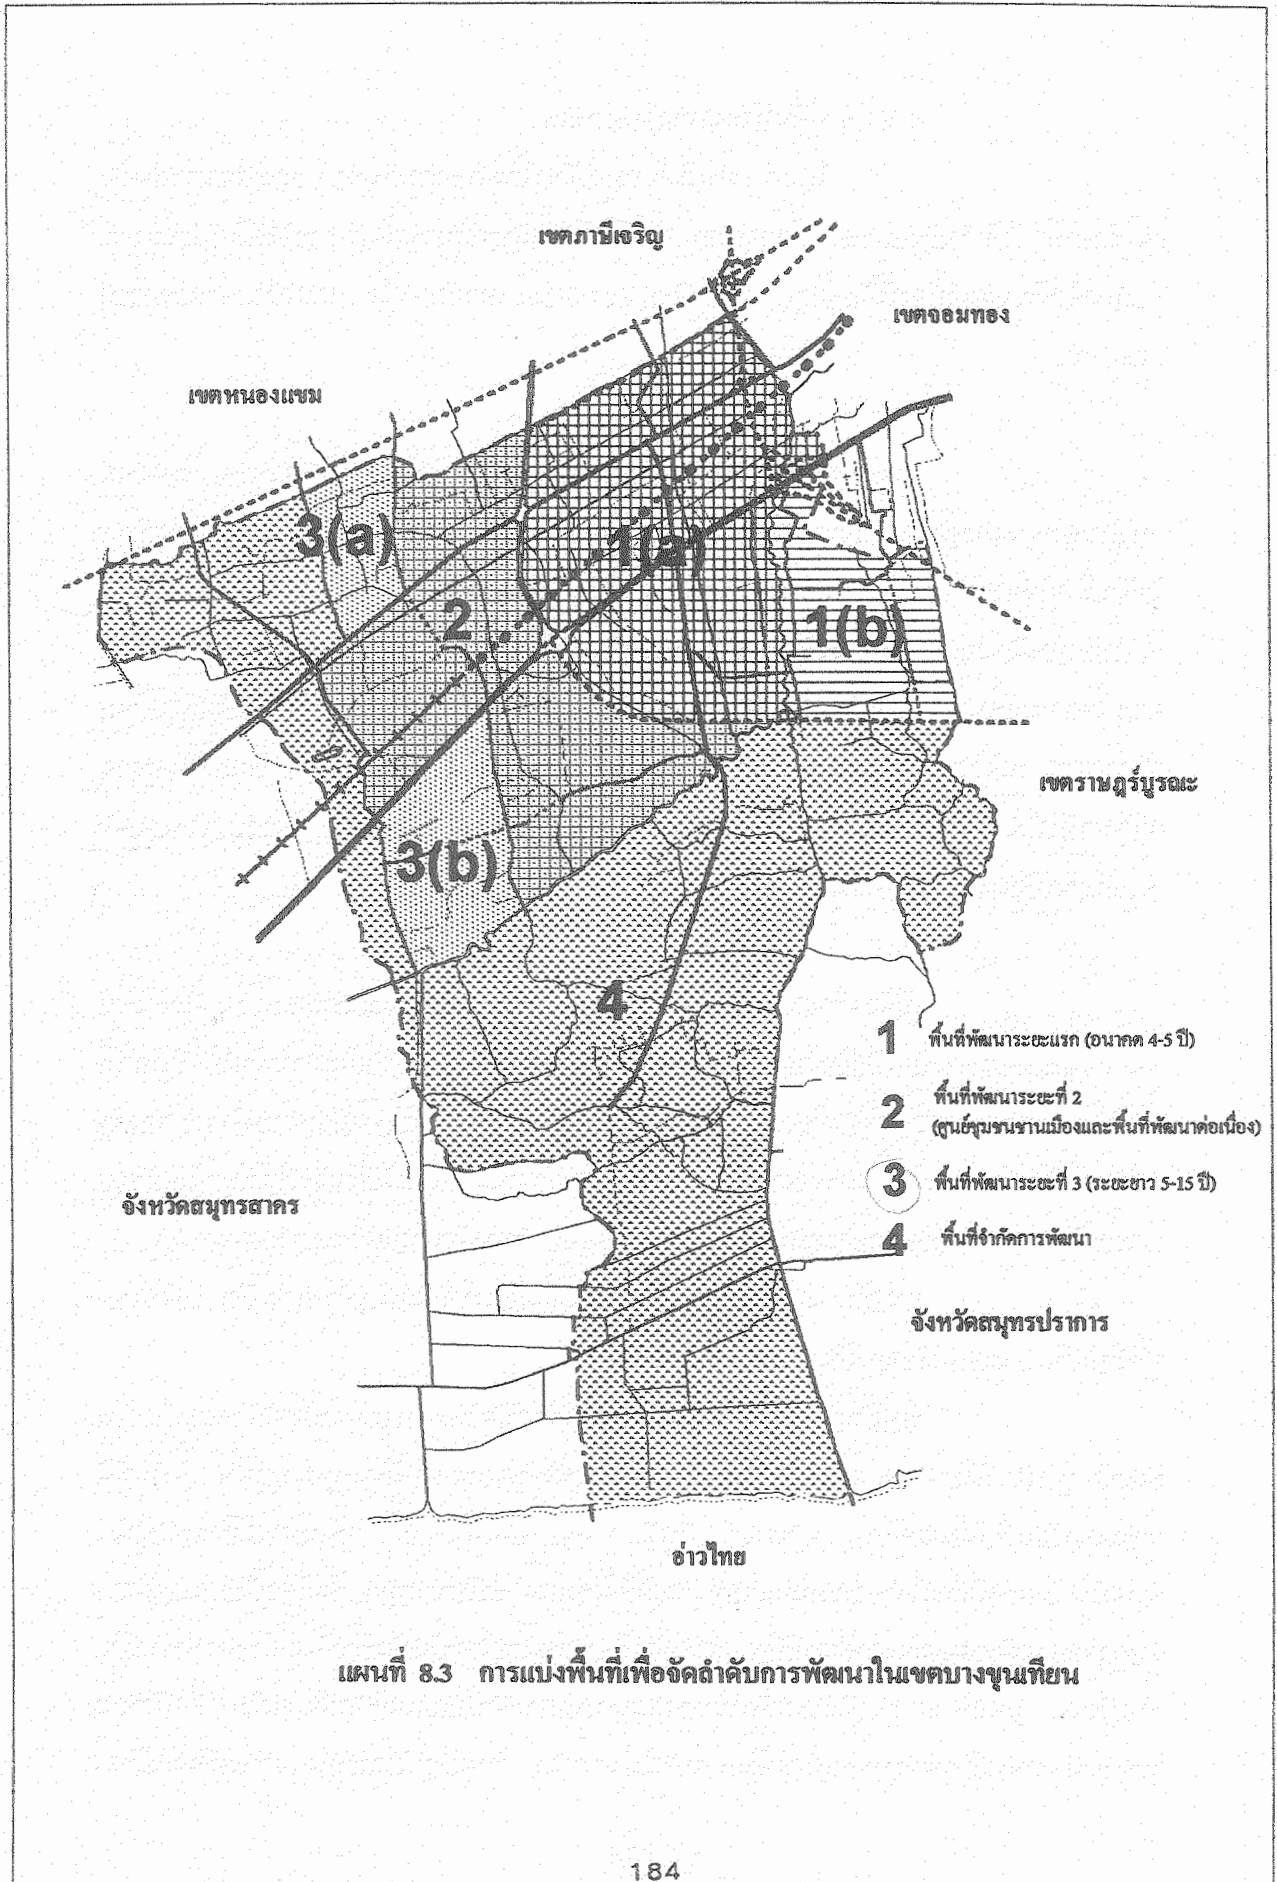 เขตภาษีเจริญ
เขตจอมทอง
เขตหนองแขม
3(a)
1(a)
2
1(b)
เขตราษฎร์บูรณะ
3(b)
4
1 พื้นที่พัฒนาระยะแรก (อนาคต 4-5 ปี)
2 พื้นที่พัฒนาระยะที่ 2
(ศูนย์ชุมชนชานเมืองและพื้นที่พัฒนาต่อเนื่อง)
3 พื้นที่พัฒนาระยะที่ 3 (ระยะยาว 5-15 ปี)
4 พื้นที่จำกัดการพัฒนา
จังหวัดสมุทรสาคร
จังหวัดสมุทรปราการ
อ่าวไทย
แผนที่ 8.3 การแบ่งพื้นที่เพื่อจัดลำดับการพัฒนาในเขตบางขุนเทียน
184